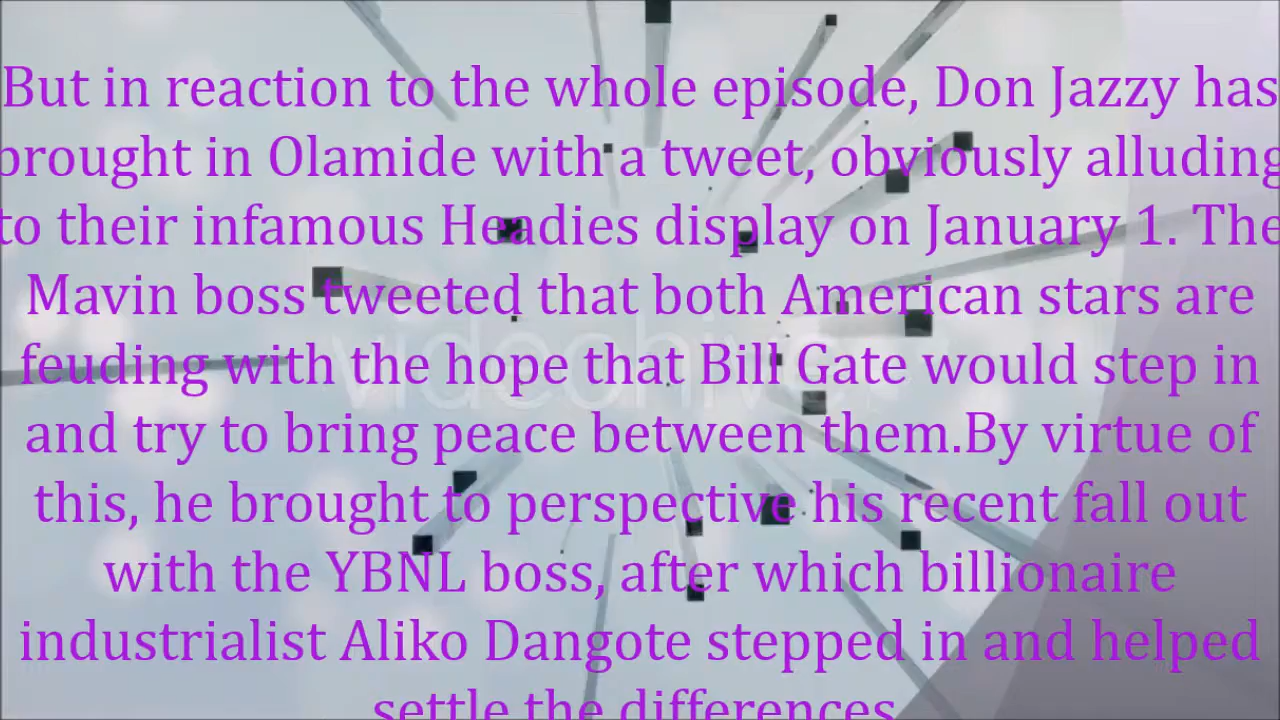 But in reaction to the whole episode, Don Jazzy has
brought in Olamide with a tweet, obviously alluding
to their infamous Headies display on January 1. The
Mavin boss tweeted that both American stars are
feuding with the hope that Bill Gate would step in
and try to bring peace between them.By virtue of
this, he brought to perspective his recent fall out
with the YBNL boss, after which billionaire
industrialist Aliko Dangote stepped in and helped
settle the differences
videohive